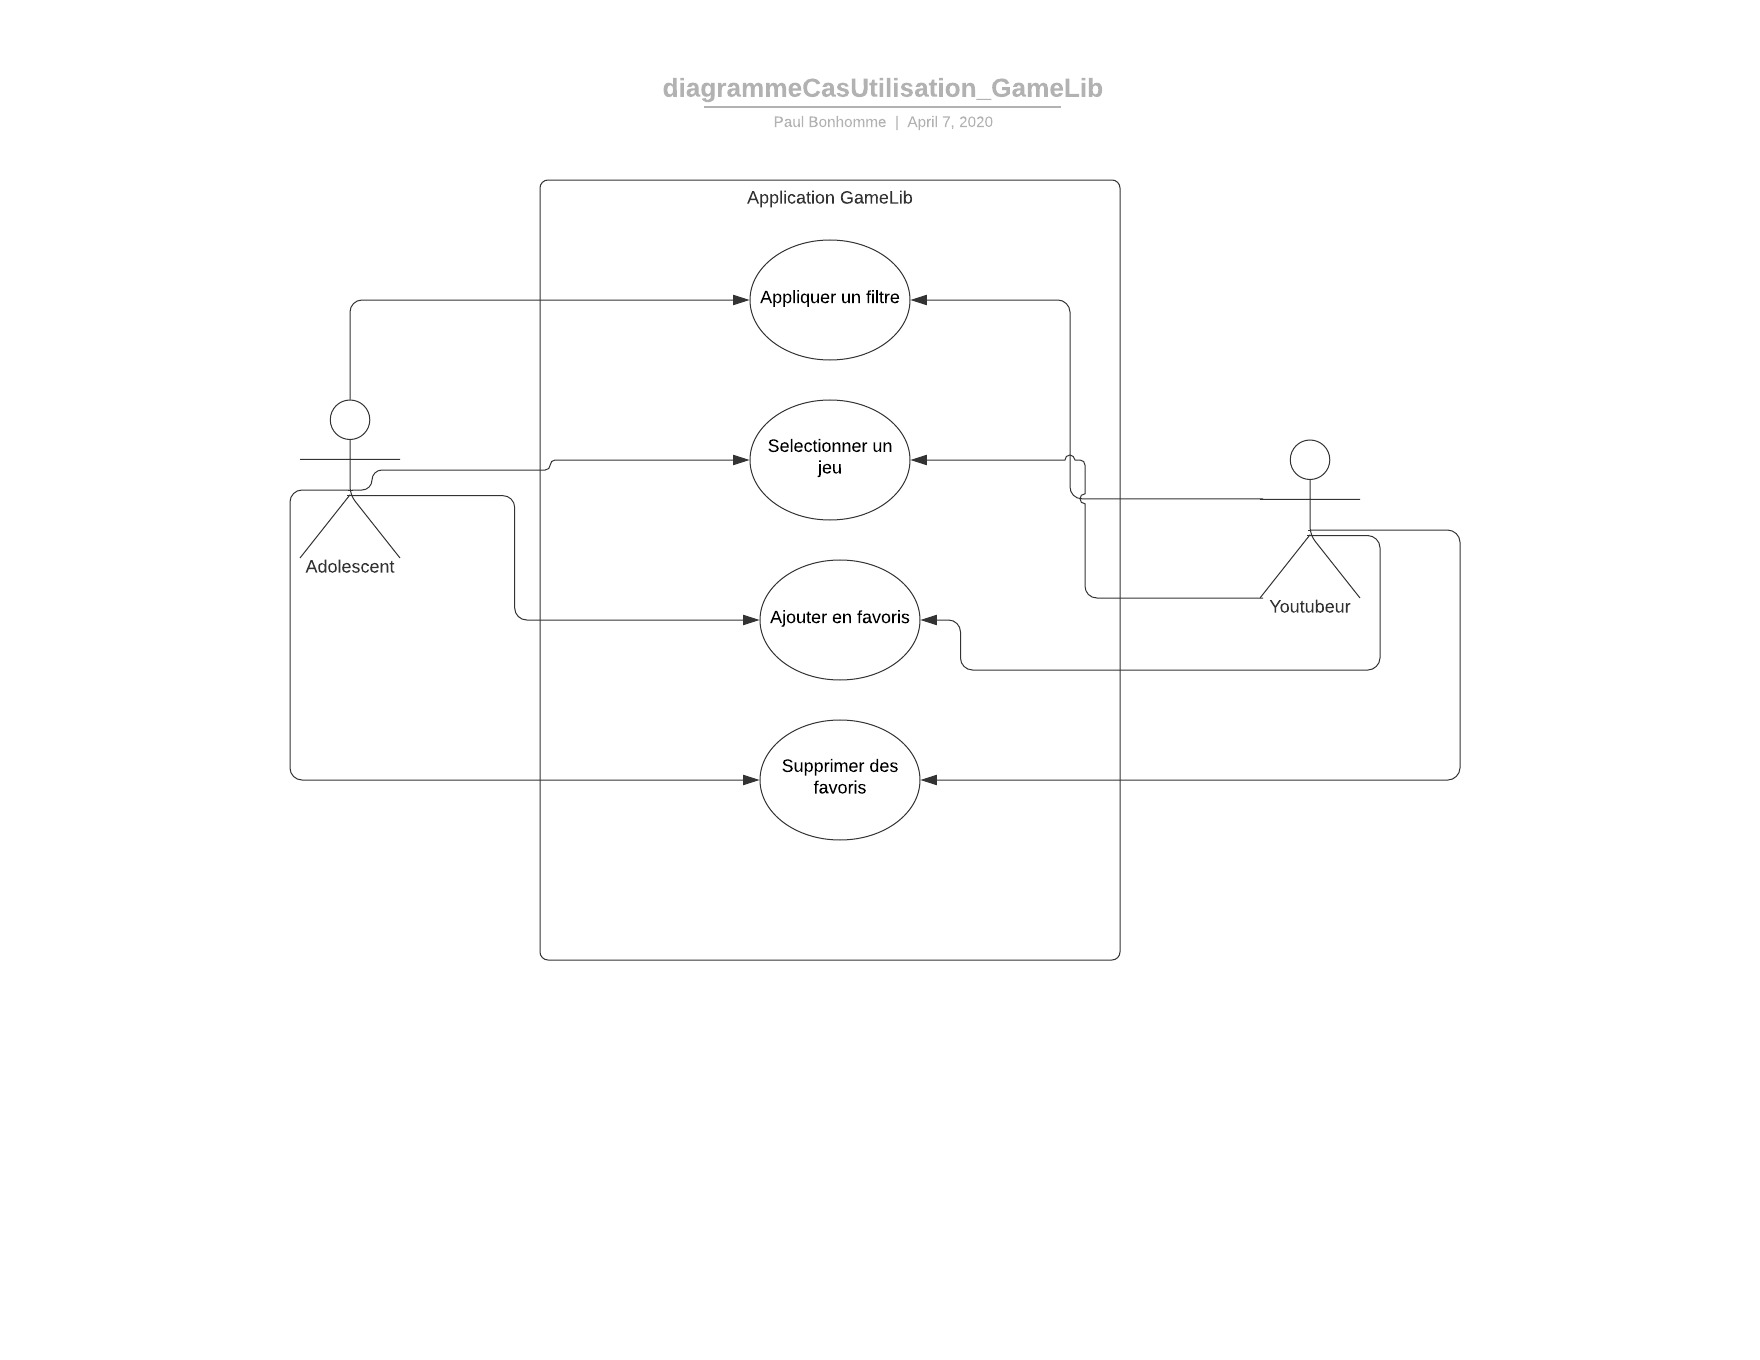 diagrammeCasUtilisation_GameLib
Paul Bonhomme | April 7, 2020
Application GameLib
Appliquer un filtre
Selectionner un
jeu
Adolescent
Youtubeur
Ajouter en favoris
Supprimer des
favoris